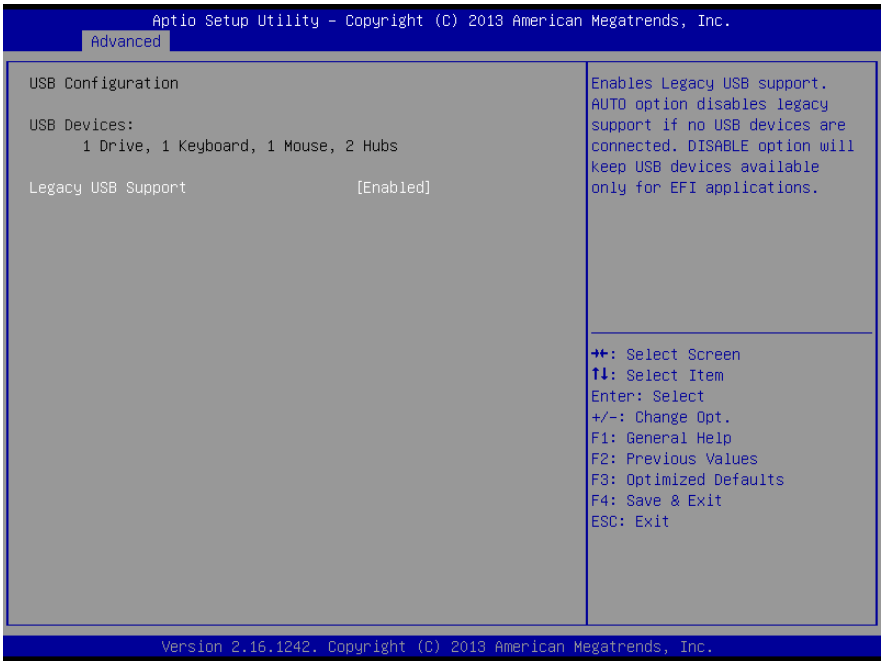 Aptio Setup Utility – Copyright (C) 2013 American Megatrends, Inc.
Advanced
USB Configuration
USB Devices:
1 Drive, 1 Keyboard, 1 Mouse, 2 Hubs
Legacy USB Support [Enabled]
Enables Legacy USB support.
AUTO option disables legacy
support if no USB devices are
connected. DISABLE option will
keep USB devices available
only for EFI applications.
→←: Select Screen
↑↓: Select Item
Enter: Select
+/-: Change Opt.
F1: General Help
F2: Previous Values
F3: Optimized Defaults
F4: Save & Exit
ESC: Exit
Version 2.16.1242. Copyright (C) 2013 American Megatrends, Inc.